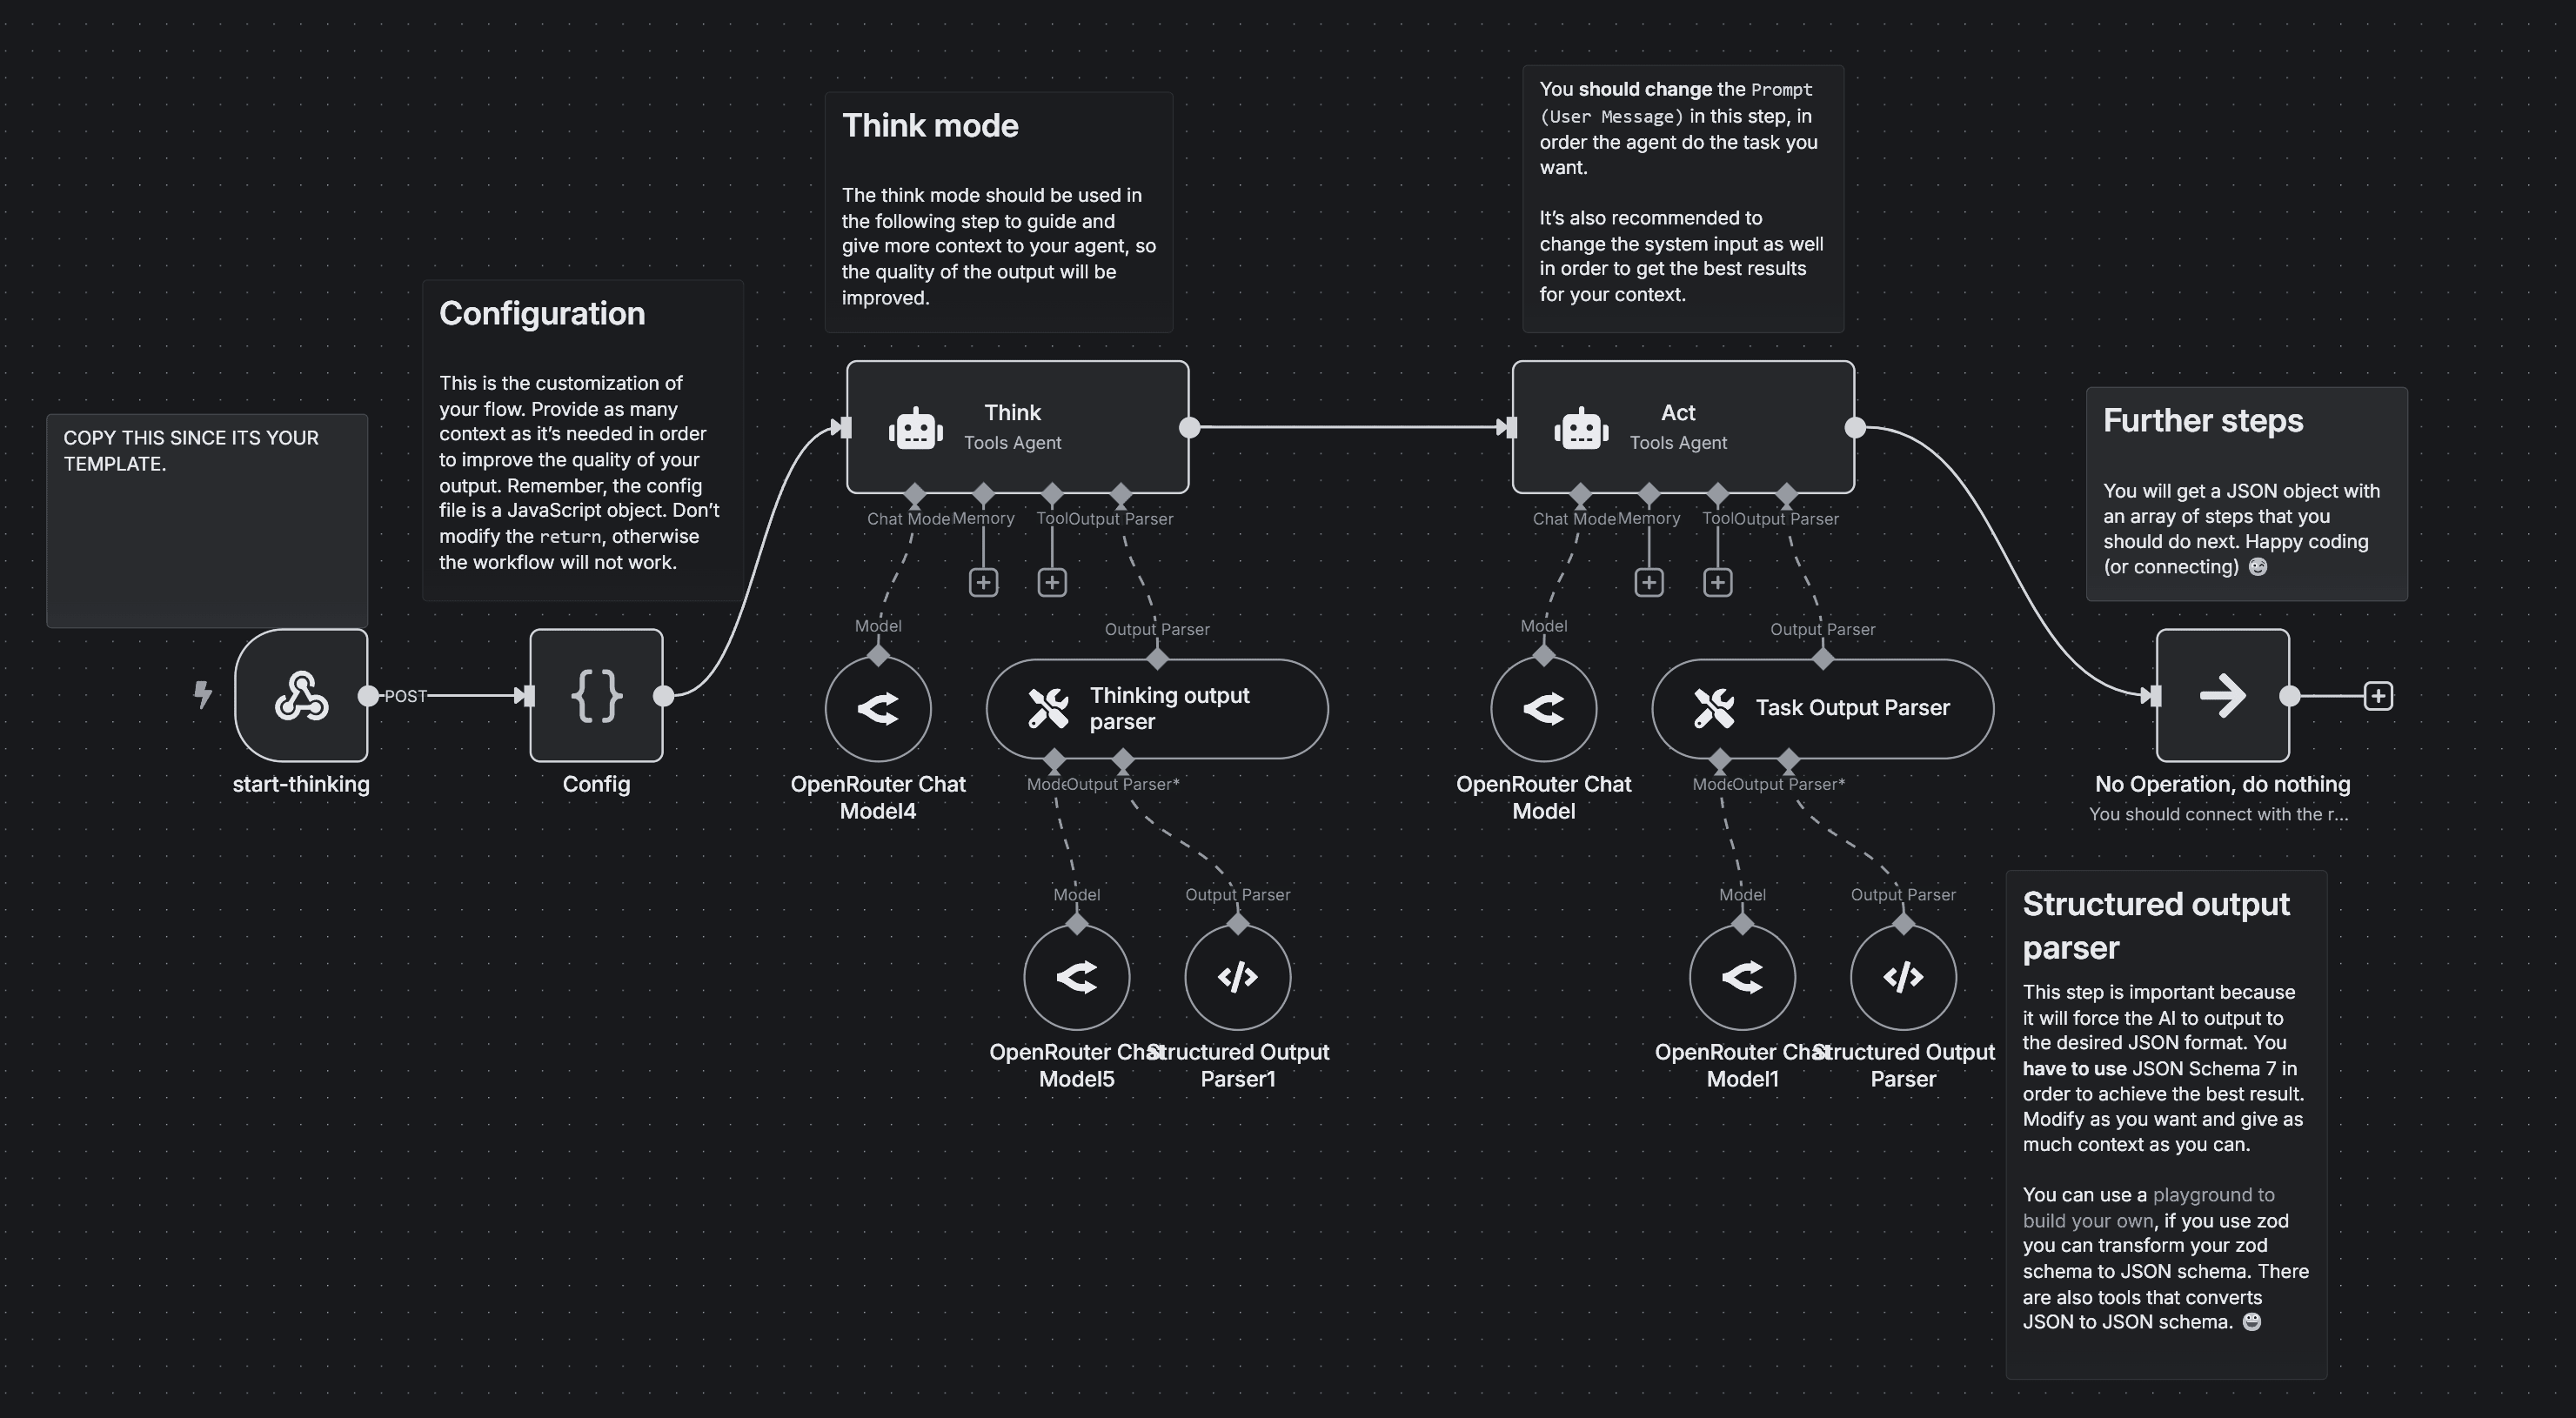 COPY THIS SINCE ITS YOUR
TEMPLATE.
POST
start-thinking
Configuration
This is the customization of
your flow. Provide as many
context as it’s needed in order
to improve the quality of your
output. Remember, the config
file is a JavaScript object. Don’t
modify the return, otherwise
the workflow will not work.
Config
Think mode
The think mode should be used in
the following step to guide and
give more context to your agent, so
the quality of the output will be
improved.
Think
Tools Agent
Chat Mode
Memory
Tool
Output Parser
Model
OpenRouter Chat
Model4
Output Parser
Thinking output
parser
Mode
Output Parser*
Model
OpenRouter Chat
Model5
Output Parser
Structured Output
Parser1
You should change the Prompt
(User Message) in this step, in
order the agent do the task you
want.
It’s also recommended to
change the system input as well
in order to get the best results
for your context.
Act
Tools Agent
Chat Mode
Memory
Tool
Output Parser
Model
OpenRouter Chat
Model
Output Parser
Task Output Parser
Mode
Output Parser*
Model
OpenRouter Chat
Model1
Output Parser
Structured Output
Parser
Further steps
You will get a JSON object with
an array of steps that you
should do next. Happy coding
(or connecting) 😉
No Operation, do nothing
You should connect with the r...
Structured output
parser
This step is important because
it will force the AI to output to
the desired JSON format. You
have to use JSON Schema 7 in
order to achieve the best result.
Modify as you want and give as
much context as you can.
You can use a playground to
build your own, if you use zod
you can transform your zod
schema to JSON schema. There
are also tools that converts
JSON to JSON schema. 😀